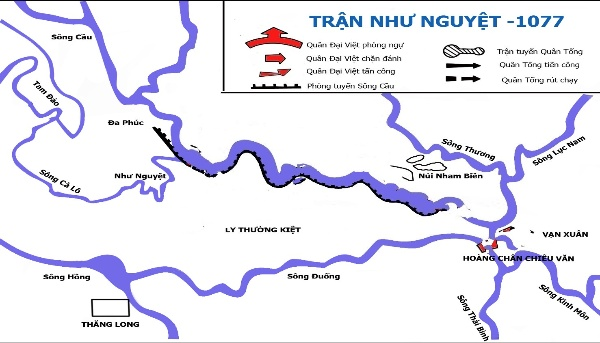 TRẬN NHƯ NGUYỆT -1077
Quân Đại Việt phòng ngự
Quân Đại Việt chặn đánh
Quân Đại Việt tấn công
Phòng tuyến Sông Cầu
Trận tuyến Quân Tống
Quân Tống tiến công
Quân Tống rút chạy
Sông Cầu
Tam Đảo
Đa Phúc
Như Nguyệt
Sông Cà Lồ
Sông Thương
Sông Lục Nam
Núi Nham Biền
LY THƯỜNG KIỆT
VẠN XUÂN
HOÀNG CHÂN CHIÊU VĂN
Sông Hồng
Sông Đuống
THĂNG LONG
Sông Thái Bình
Sông Kinh Môn